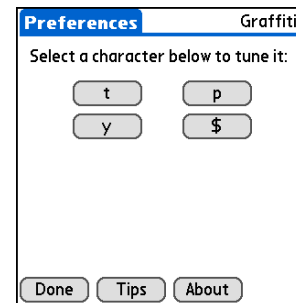 Preferences Graffiti
Select a character below to tune it:
t p
y $
Done Tips About